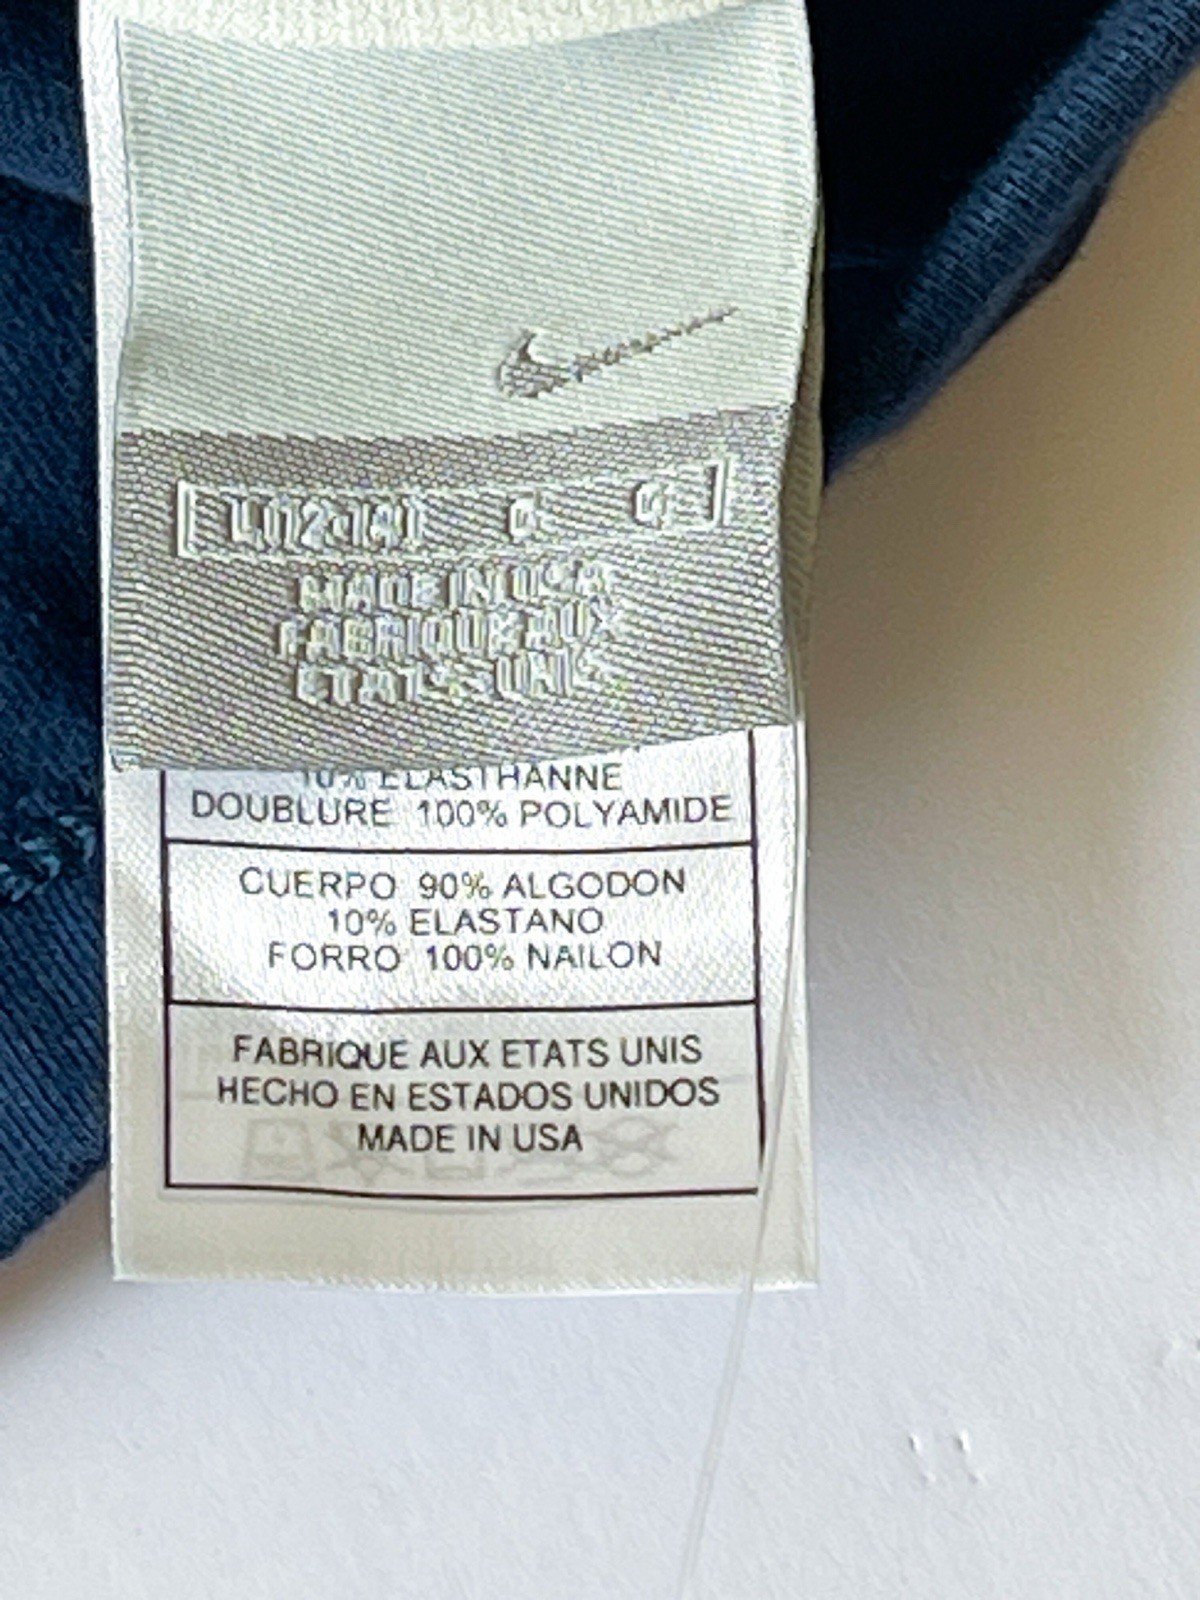 MADE IN USA
FABRIQUE AUX
ETATS-UNIS
10% ELASTHANNE
DOUBLURE 100% POLYAMIDE
CUERPO 90% ALGODON
10% ELASTANO
FORRO 100% NAILON
FABRIQUE AUX ETATS UNIS
HECHO EN ESTADOS UNIDOS
MADE IN USA